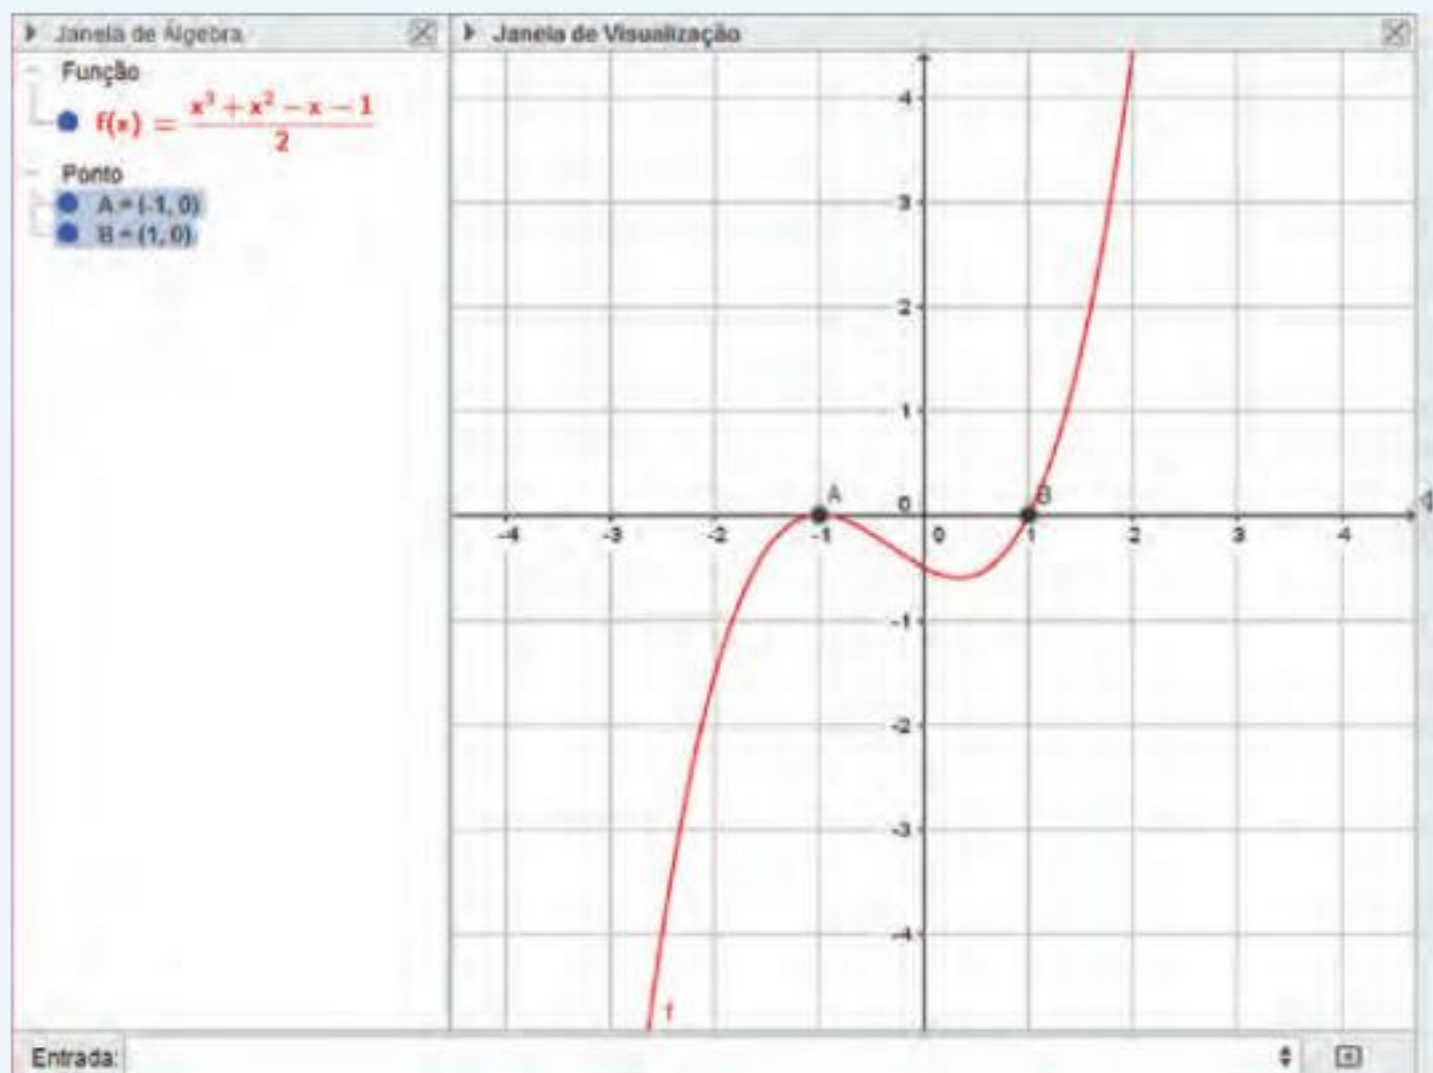 Janela de Álgebra
Função
f(x) = (x³ + x² − x − 1) / 2
Ponto
A = (-1, 0)
B = (1, 0)
Janela de Visualização
4
3
2
1
0
A
B
-4 -3 -2 -1 0 1 2 3 4
-1
-2
-3
-4
f
Entrada: